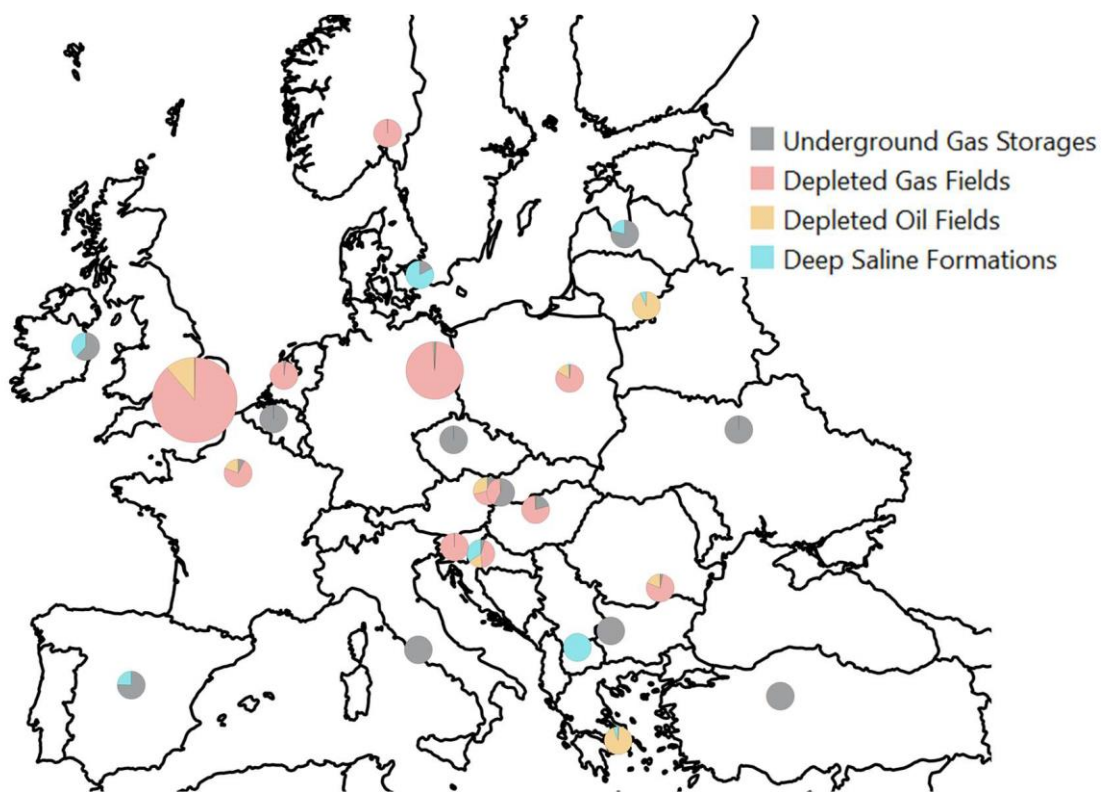 Underground Gas Storages
Depleted Gas Fields
Depleted Oil Fields
Deep Saline Formations